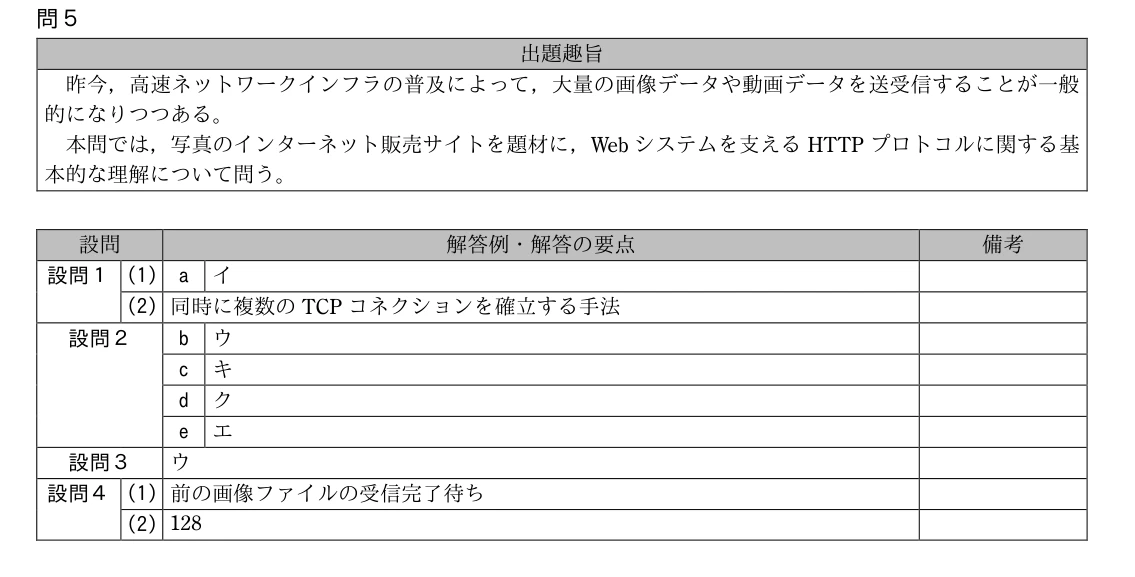 問5
出題趣旨
昨今，高速ネットワークインフラの普及によって，大量の画像データや動画データを送受信することが一般
的になりつつある。
本問では，写真のインターネット販売サイトを題材に，Web システムを支える HTTP プロトコルに関する基
本的な理解について問う。
設問 解答例・解答の要点 備考
設問1 (1) a イ
(2) 同時に複数の TCP コネクションを確立する手法
設問2 b ウ
c キ
d ク
e エ
設問3 ウ
設問4 (1) 前の画像ファイルの受信完了待ち
(2) 128